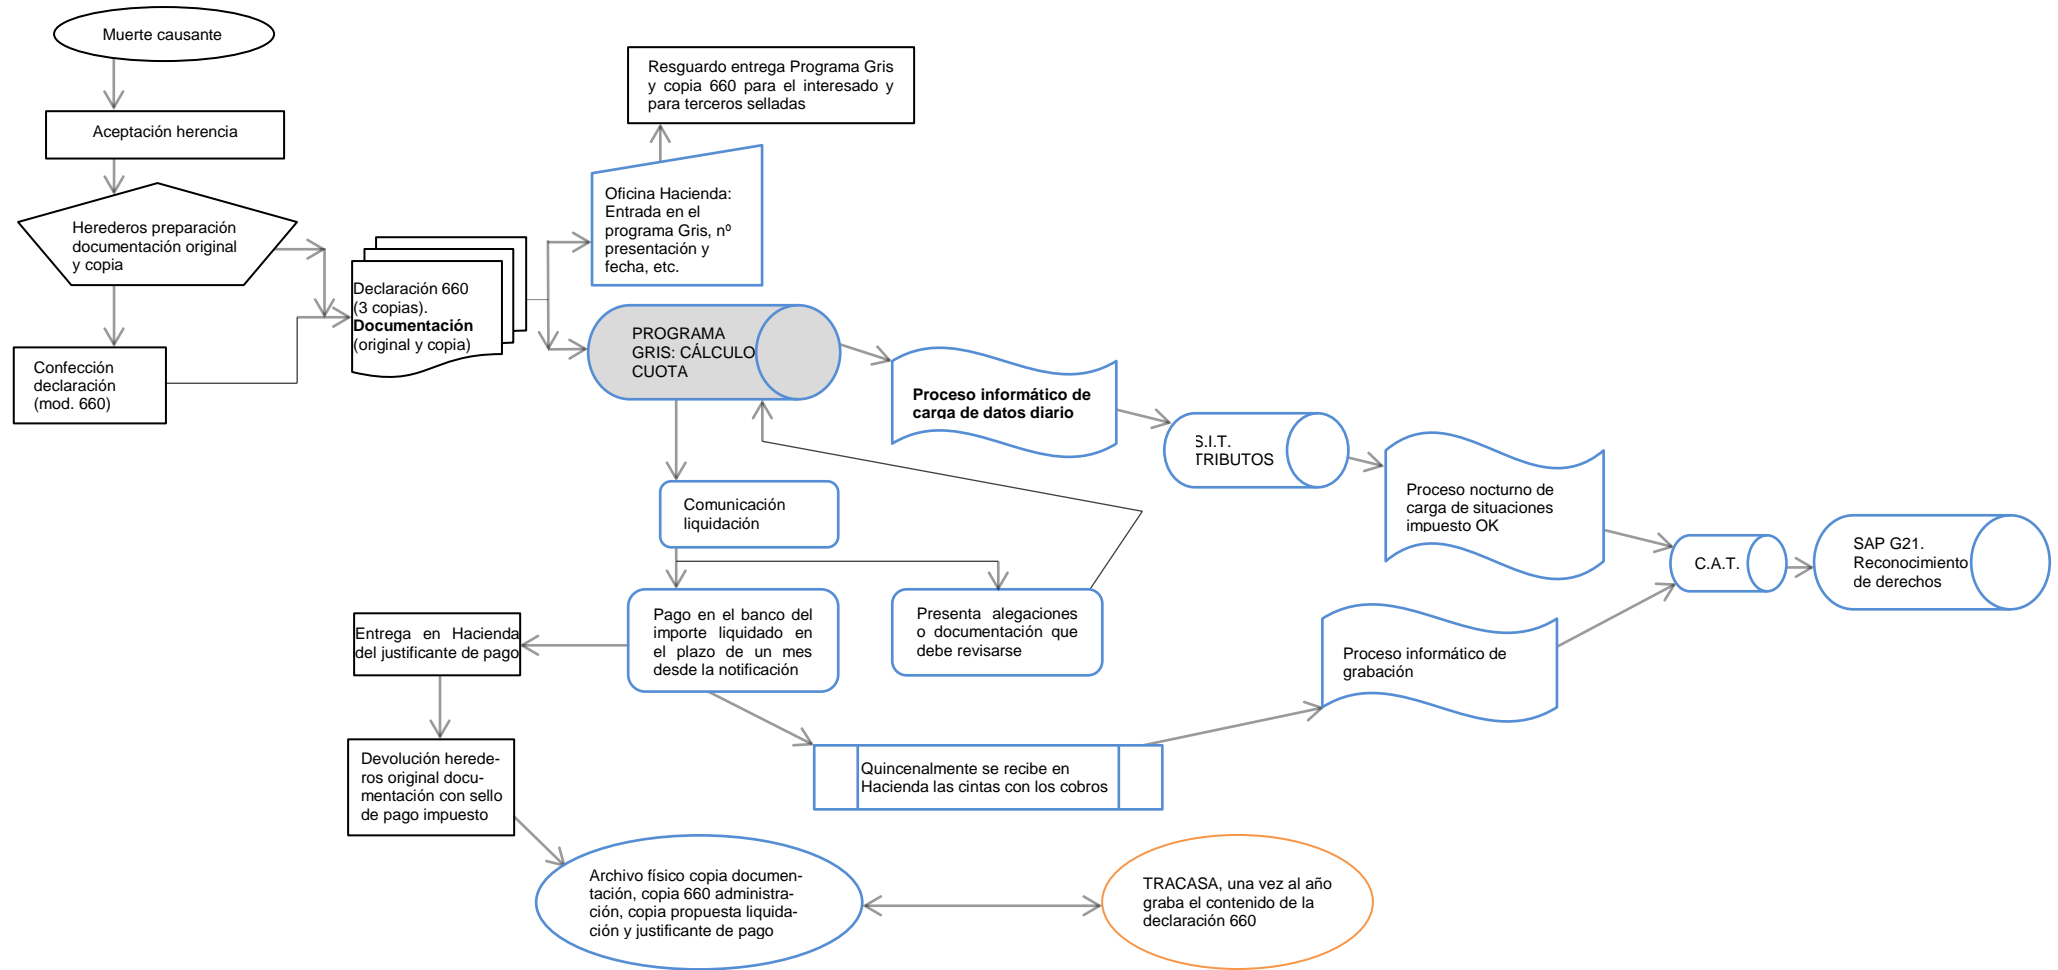 Muerte causante
Aceptación herencia
Herederos preparación
documentación original
y copia
Confección
declaración
(mod. 660)
Declaración 660
(3 copias).
Documentación
(original y copia)
Resguardo entrega Programa Gris
y copia 660 para el interesado y
para terceros selladas
Oficina Hacienda:
Entrada en el
programa Gris, nº
presentación y
fecha, etc.
PROGRAMA
GRIS: CÁLCULO
CUOTA
Proceso informático de
carga de datos diario
S.I.T.
TRIBUTOS
Proceso nocturno de
carga de situaciones
impuesto OK
C.A.T.
SAP G21.
Reconocimiento
de derechos
Comunicación
liquidación
Pago en el banco del
importe liquidado en
el plazo de un mes
desde la notificación
Presenta alegaciones
o documentación que
debe revisarse
Entrega en Hacienda
del justificante de pago
Proceso informático de
grabación
Devolución herede-
ros original docu-
mentación con sello
de pago impuesto
Quincenalmente se recibe en
Hacienda las cintas con los cobros
Archivo físico copia documen-
tación, copia 660 administra-
ción, copia propuesta liquida-
ción y justificante de pago
TRACASA, una vez al año
graba el contenido de la
declaración 660